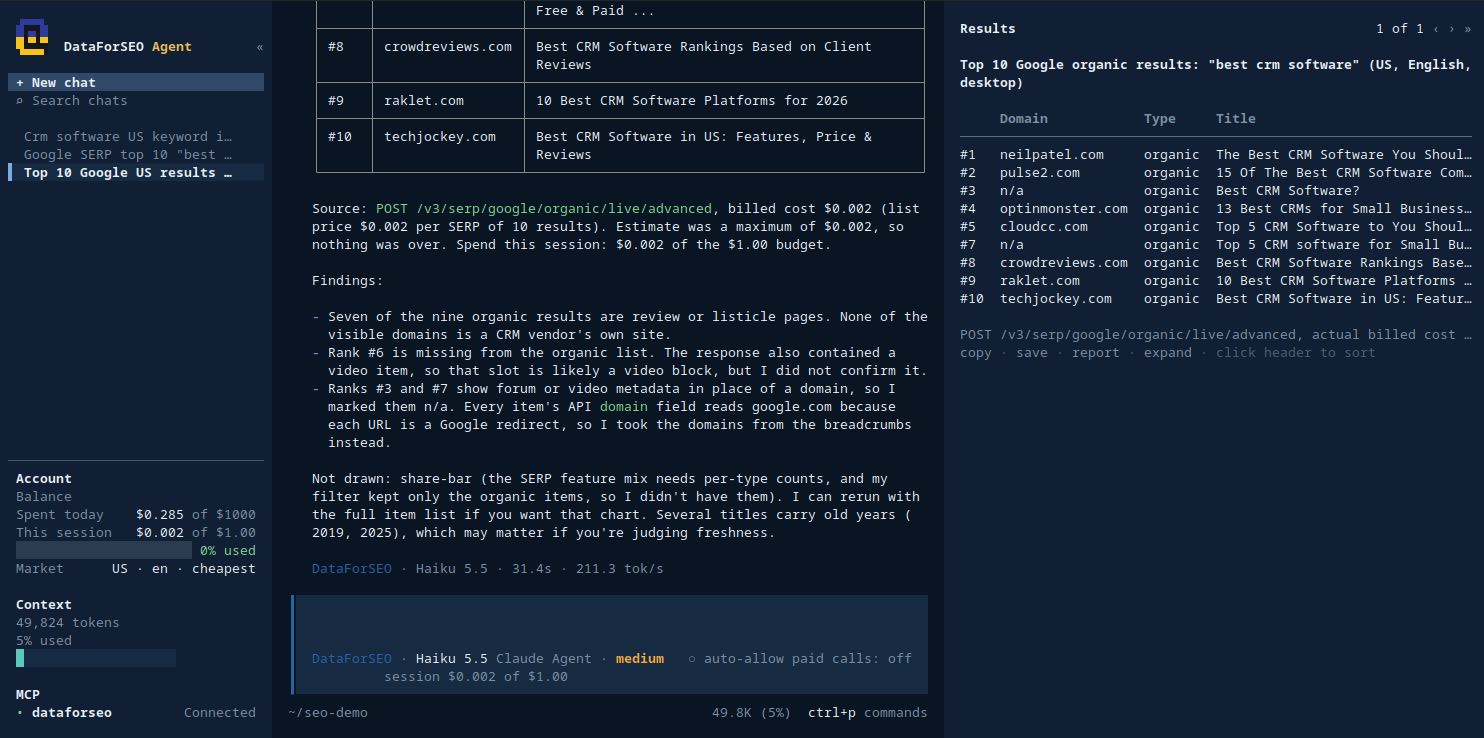 DataForSEO Agent «
+ New chat
⌕ Search chats
Crm software US keyword i…
Google SERP top 10 "best …
Top 10 Google US results …
Account
Balance
Spent today $0.285 of $1000
This session $0.002 of $1.00
0% used
Market US · en · cheapest
Context
49,824 tokens
5% used
MCP
• dataforseo Connected
Free & Paid ...
#8 crowdreviews.com Best CRM Software Rankings Based on Client
Reviews
#9 raklet.com 10 Best CRM Software Platforms for 2026
#10 techjockey.com Best CRM Software in US: Features, Price &
Reviews
Source: POST /v3/serp/google/organic/live/advanced, billed cost $0.002 (list
price $0.002 per SERP of 10 results). Estimate was a maximum of $0.002, so
nothing was over. Spend this session: $0.002 of the $1.00 budget.
Findings:
- Seven of the nine organic results are review or listicle pages. None of the
visible domains is a CRM vendor's own site.
- Rank #6 is missing from the organic list. The response also contained a
video item, so that slot is likely a video block, but I did not confirm it.
- Ranks #3 and #7 show forum or video metadata in place of a domain, so I
marked them n/a. Every item's API domain field reads google.com because
each URL is a Google redirect, so I took the domains from the breadcrumbs
instead.
Not drawn: share-bar (the SERP feature mix needs per-type counts, and my
filter kept only the organic items, so I didn't have them). I can rerun with
the full item list if you want that chart. Several titles carry old years (
2019, 2025), which may matter if you're judging freshness.
DataForSEO · Haiku 5.5 · 31.4s · 211.3 tok/s
DataForSEO · Haiku 5.5 Claude Agent · medium ○ auto-allow paid calls: off
session $0.002 of $1.00
~/seo-demo 49.8K (5%) ctrl+p commands
Results 1 of 1 ‹ › »
Top 10 Google organic results: "best crm software" (US, English,
desktop)
Domain Type Title
#1 neilpatel.com organic The Best CRM Software You Shoul…
#2 pulse2.com organic 15 Of The Best CRM Software Com…
#3 n/a organic Best CRM Software?
#4 optinmonster.com organic 13 Best CRMs for Small Business…
#5 cloudcc.com organic Top 5 CRM Software to You Shoul…
#7 n/a organic Top 5 CRM software for Small Bu…
#8 crowdreviews.com organic Best CRM Software Rankings Base…
#9 raklet.com organic 10 Best CRM Software Platforms …
#10 techjockey.com organic Best CRM Software in US: Featur…
POST /v3/serp/google/organic/live/advanced, actual billed cost …
copy · save · report · expand · click header to sort